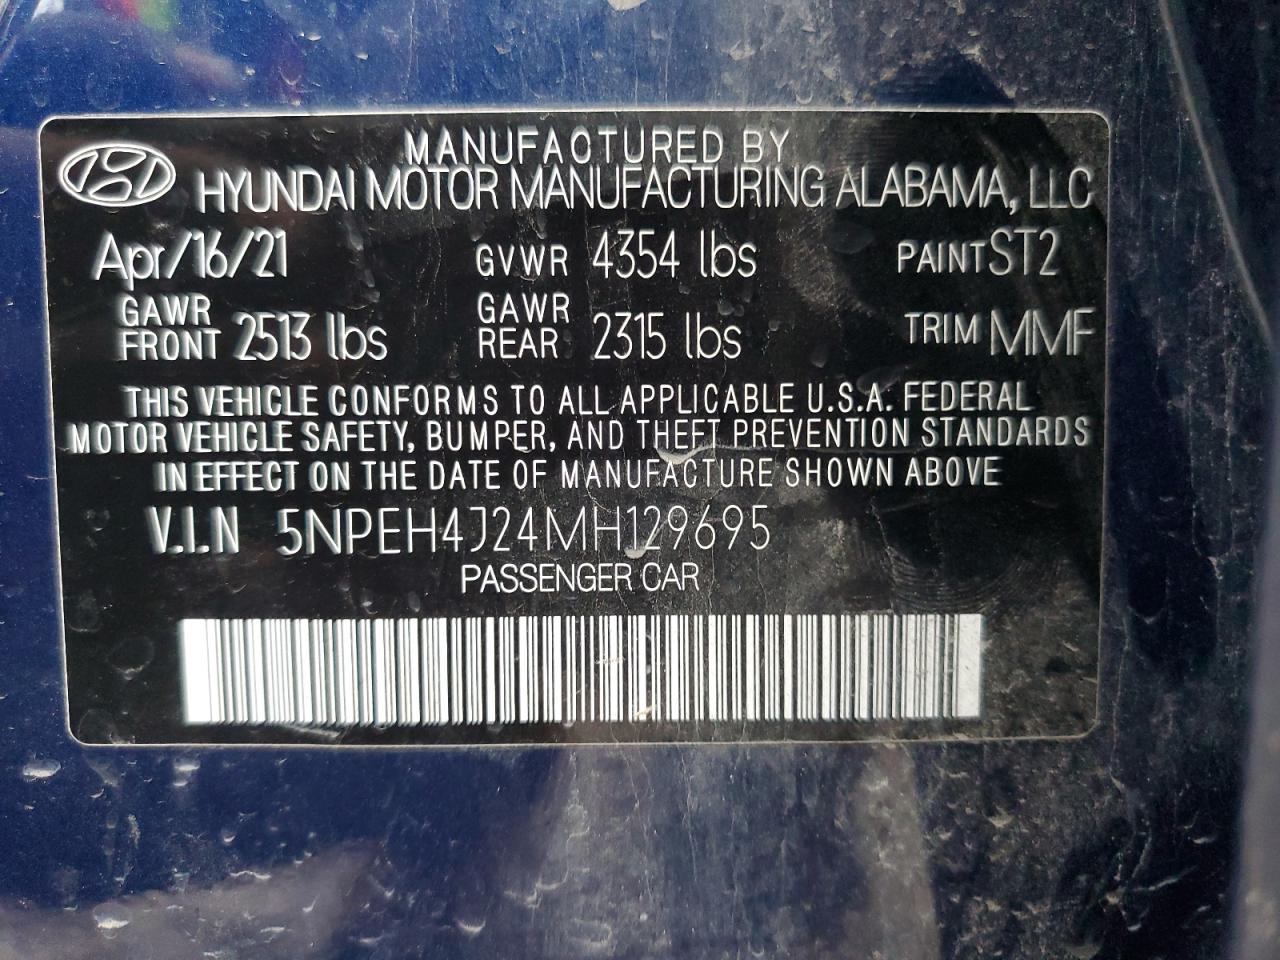 MANUFACTURED BY
HYUNDAI MOTOR MANUFACTURING ALABAMA, LLC
Apr/16/21 GVWR 4354 lbs PAINT ST2
GAWR FRONT 2513 lbs GAWR REAR 2315 lbs TRIM MMF
THIS VEHICLE CONFORMS TO ALL APPLICABLE U.S.A. FEDERAL
MOTOR VEHICLE SAFETY, BUMPER, AND THEFT PREVENTION STANDARDS
IN EFFECT ON THE DATE OF MANUFACTURE SHOWN ABOVE
V.I.N 5NPEH4J24MH129695
PASSENGER CAR